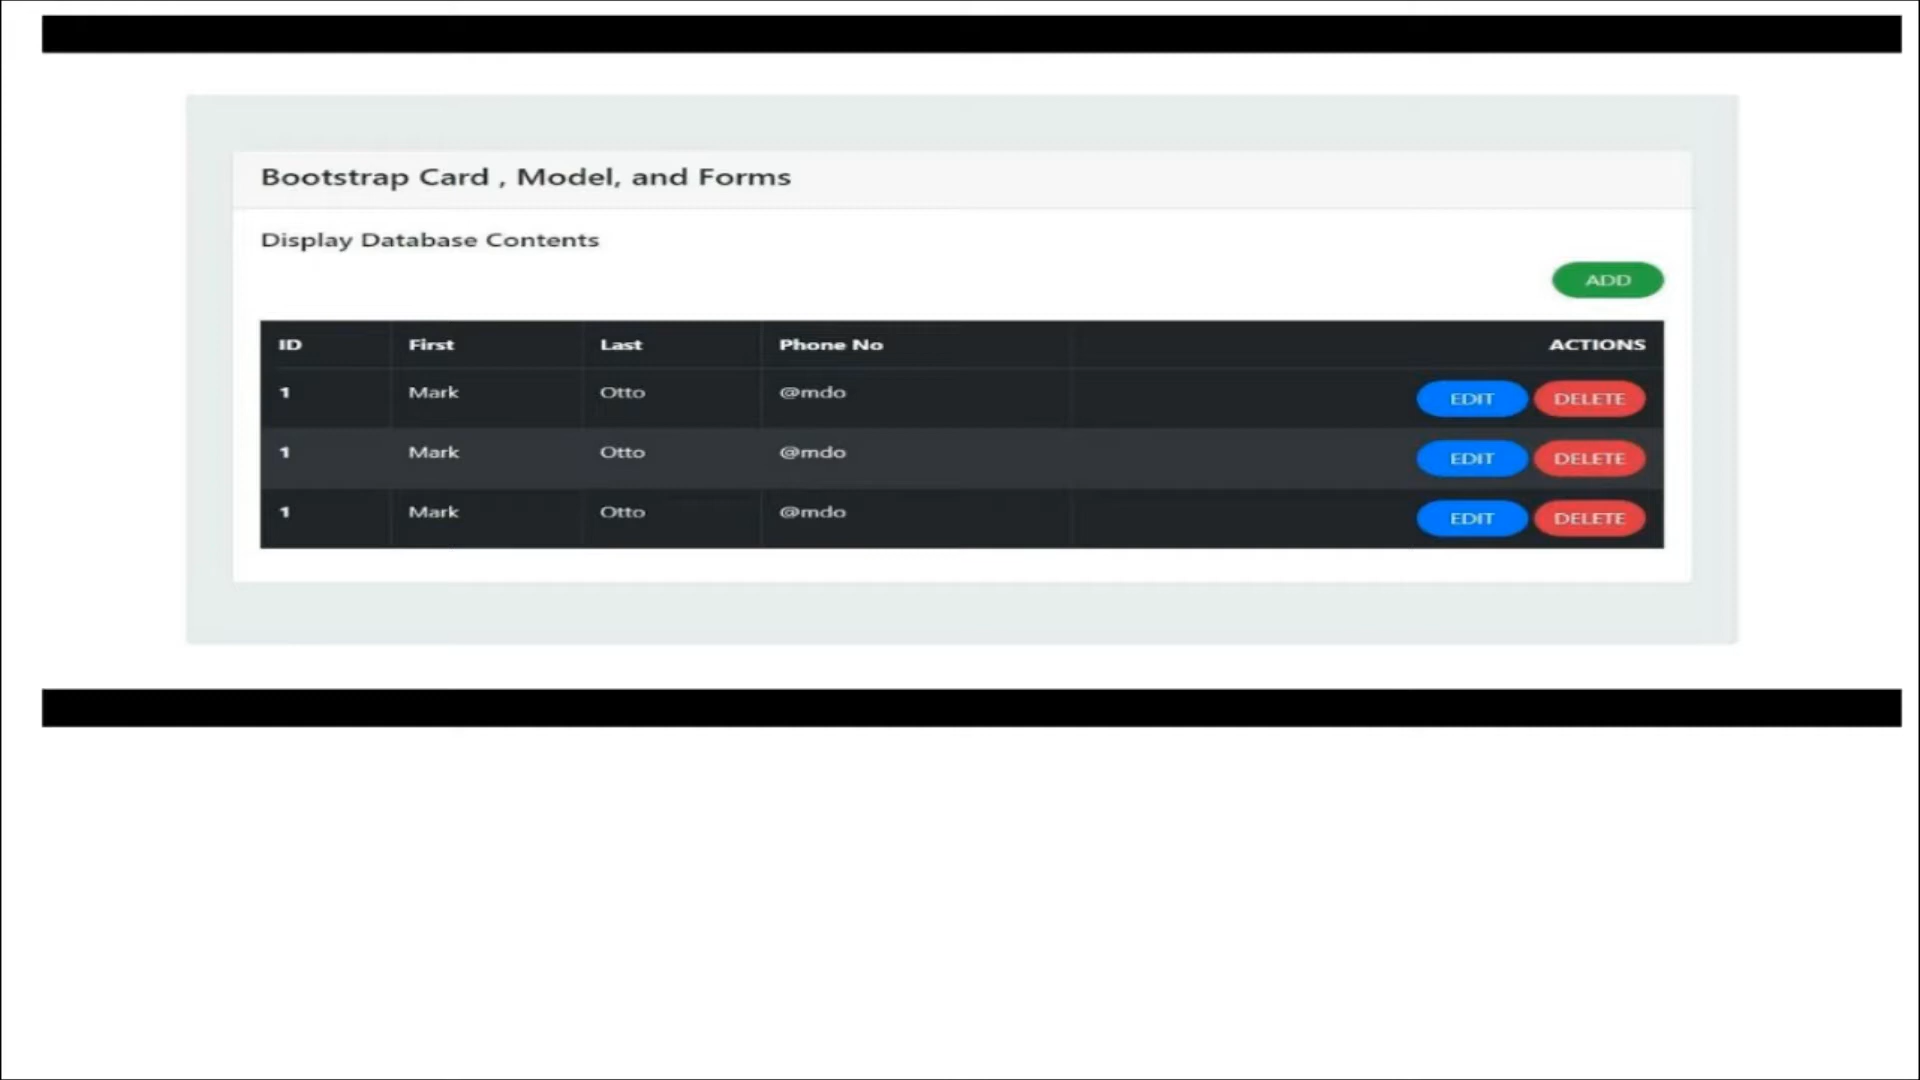 Bootstrap Card , Model, and Forms
Display Database Contents
ADD
ID First Last Phone No ACTIONS
1 Mark Otto @mdo EDIT DELETE
1 Mark Otto @mdo EDIT DELETE
1 Mark Otto @mdo EDIT DELETE